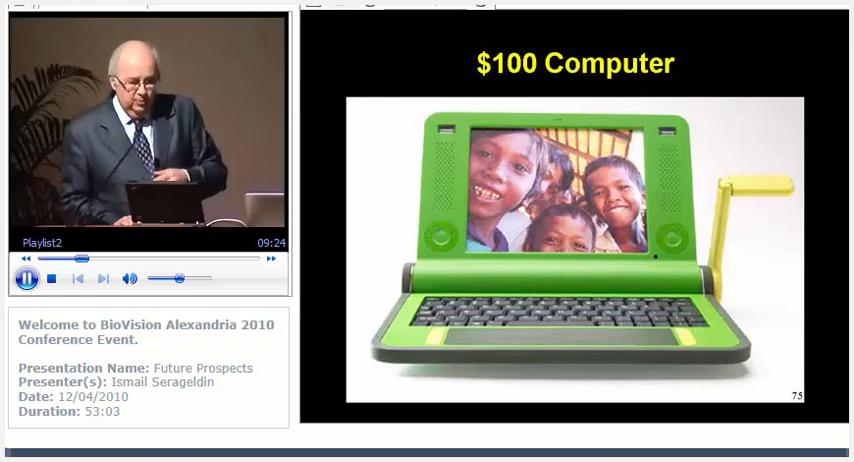 $100 Computer
75
Playlist2 09:24
Welcome to BioVision Alexandria 2010
Conference Event.
Presentation Name: Future Prospects
Presenter(s): Ismail Serageldin
Date: 12/04/2010
Duration: 53:03